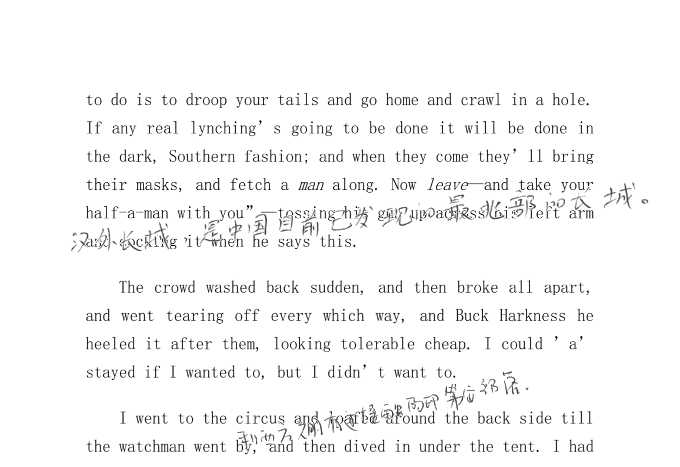 to do is to droop your tails and go home and crawl in a hole.
If any real lynching’s going to be done it will be done in
the dark, Southern fashion; and when they come they’ll bring
their masks, and fetch a man along. Now leave—and take your
half-a-man with you”—tossing his gun up across his left arm
汉外长城 是中国目前已发现的最北部的长城。
and cocking it when he says this.
The crowd washed back sudden, and then broke all apart,
and went tearing off every which way, and Buck Harkness he
heeled it after them, looking tolerable cheap. I could ’a’
stayed if I wanted to, but I didn’t want to.
I went to the circus and loafed around the back side till
the watchman went by, and then dived in under the tent. I had